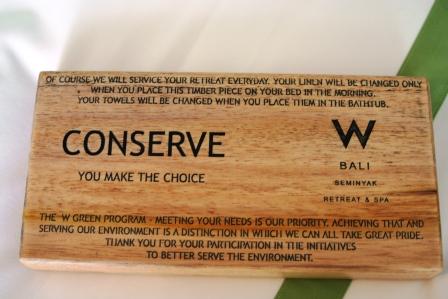 OF COURSE WE WILL SERVICE YOUR RETREAT EVERYDAY. YOUR LINEN WILL BE CHANGED ONLY
WHEN YOU PLACE THIS TIMBER PIECE ON YOUR BED IN THE MORNING.
YOUR TOWELS WILL BE CHANGED WHEN YOU PLACE THEM IN THE BATHTUB.
CONSERVE
YOU MAKE THE CHOICE
W
BALI
SEMINYAK
RETREAT & SPA
THE W GREEN PROGRAM - MEETING YOUR NEEDS IS OUR PRIORITY. ACHIEVING THAT AND
SERVING OUR ENVIRONMENT IS A DISTINCTION IN WHICH WE CAN ALL TAKE GREAT PRIDE.
THANK YOU FOR YOUR PARTICIPATION IN THE INITIATIVES
TO BETTER SERVE THE ENVIRONMENT.